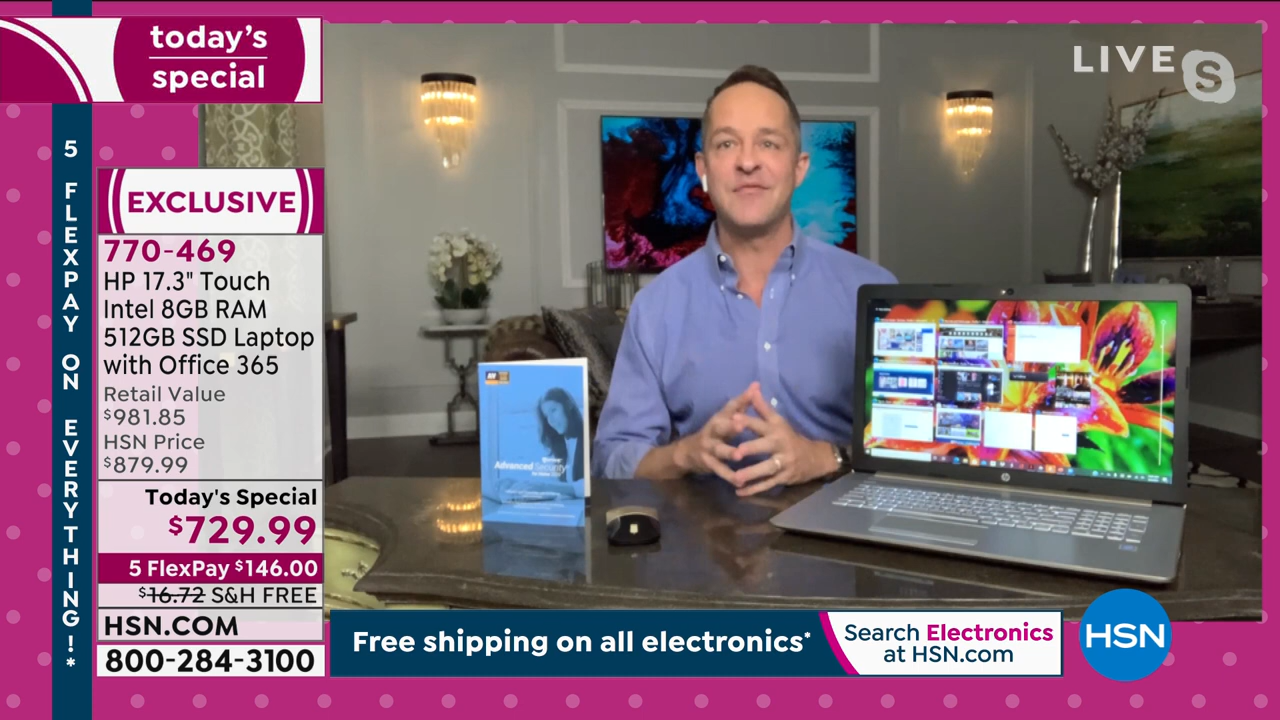 today's
special
LIVE S
5 FLEXPAY ON EVERYTHING!*
EXCLUSIVE
770-469
HP 17.3" Touch
Intel 8GB RAM
512GB SSD Laptop
with Office 365
Retail Value
$981.85
HSN Price
$879.99
Today's Special
$729.99
5 FlexPay $146.00
$16.72 S&H FREE
HSN.COM
800-284-3100
Advanced Security
hp
Free shipping on all electronics*
Search Electronics
at HSN.com
HSN